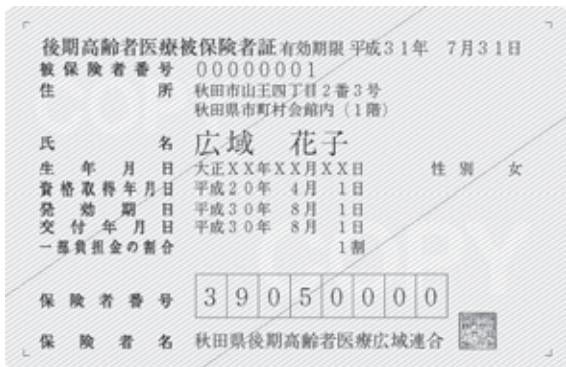 後期高齢者医療被保険者証 有効期限 平成31年 7月31日
被保険者番号 00000001
住所 秋田市山王四丁目2番3号
秋田県市町村会館内（1階）
氏名 広域 花子
生年月日 大正XX年XX月XX日 性別 女
資格取得年月日 平成20年 4月 1日
発効期日 平成30年 8月 1日
交付年月日 平成30年 8月 1日
一部負担金の割合 1割
保険者番号 39050000
保険者名 秋田県後期高齢者医療広域連合